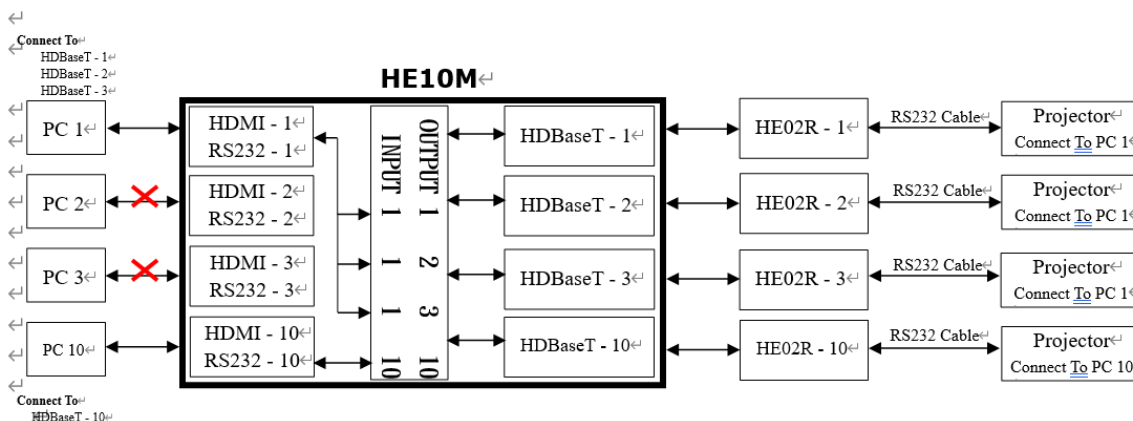 Connect To
HDBaseT - 1
HDBaseT - 2
HDBaseT - 3
HE10M
PC 1
HDMI - 1
RS232 - 1
HDBaseT - 1
HE02R - 1
RS232 Cable
Projector
Connect To PC 1
PC 2
HDMI - 2
RS232 - 2
HDBaseT - 2
HE02R - 2
RS232 Cable
Projector
Connect To PC 1
PC 3
HDMI - 3
RS232 - 3
HDBaseT - 3
HE02R - 3
RS232 Cable
Projector
Connect To PC 1
PC 10
HDMI - 10
RS232 - 10
HDBaseT - 10
HE02R - 10
RS232 Cable
Projector
Connect To PC 10
OUTPUT 1 2 3 10
INPUT 1 1 1 10
Connect To
HDBaseT - 10